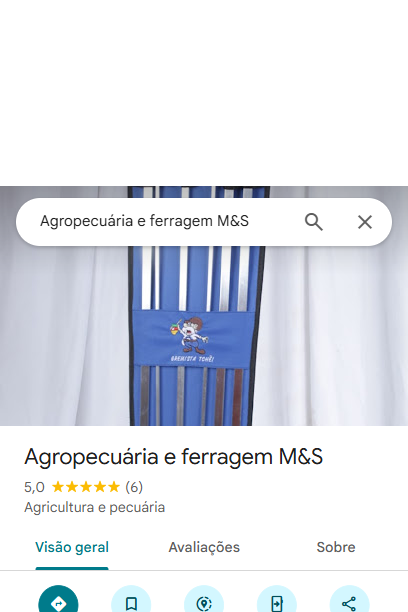 Agropecuária e ferragem M&S
GREMISTA TCHÊ!
Agropecuária e ferragem M&S
5,0 (6)
Agricultura e pecuária
Visão geral
Avaliações
Sobre